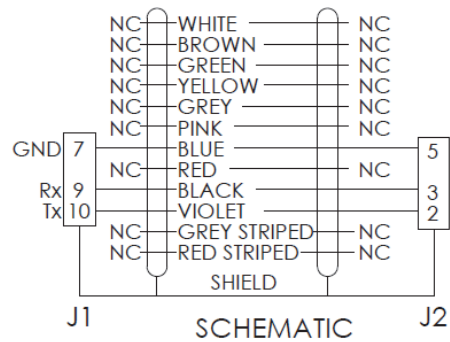 NC WHITE NC
NC BROWN NC
NC GREEN NC
NC YELLOW NC
NC GREY NC
NC PINK NC
GND 7 BLUE 5
NC RED NC
Rx 9 BLACK 3
Tx 10 VIOLET 2
NC GREY STRIPED NC
NC RED STRIPED NC
SHIELD
J1 J2
SCHEMATIC